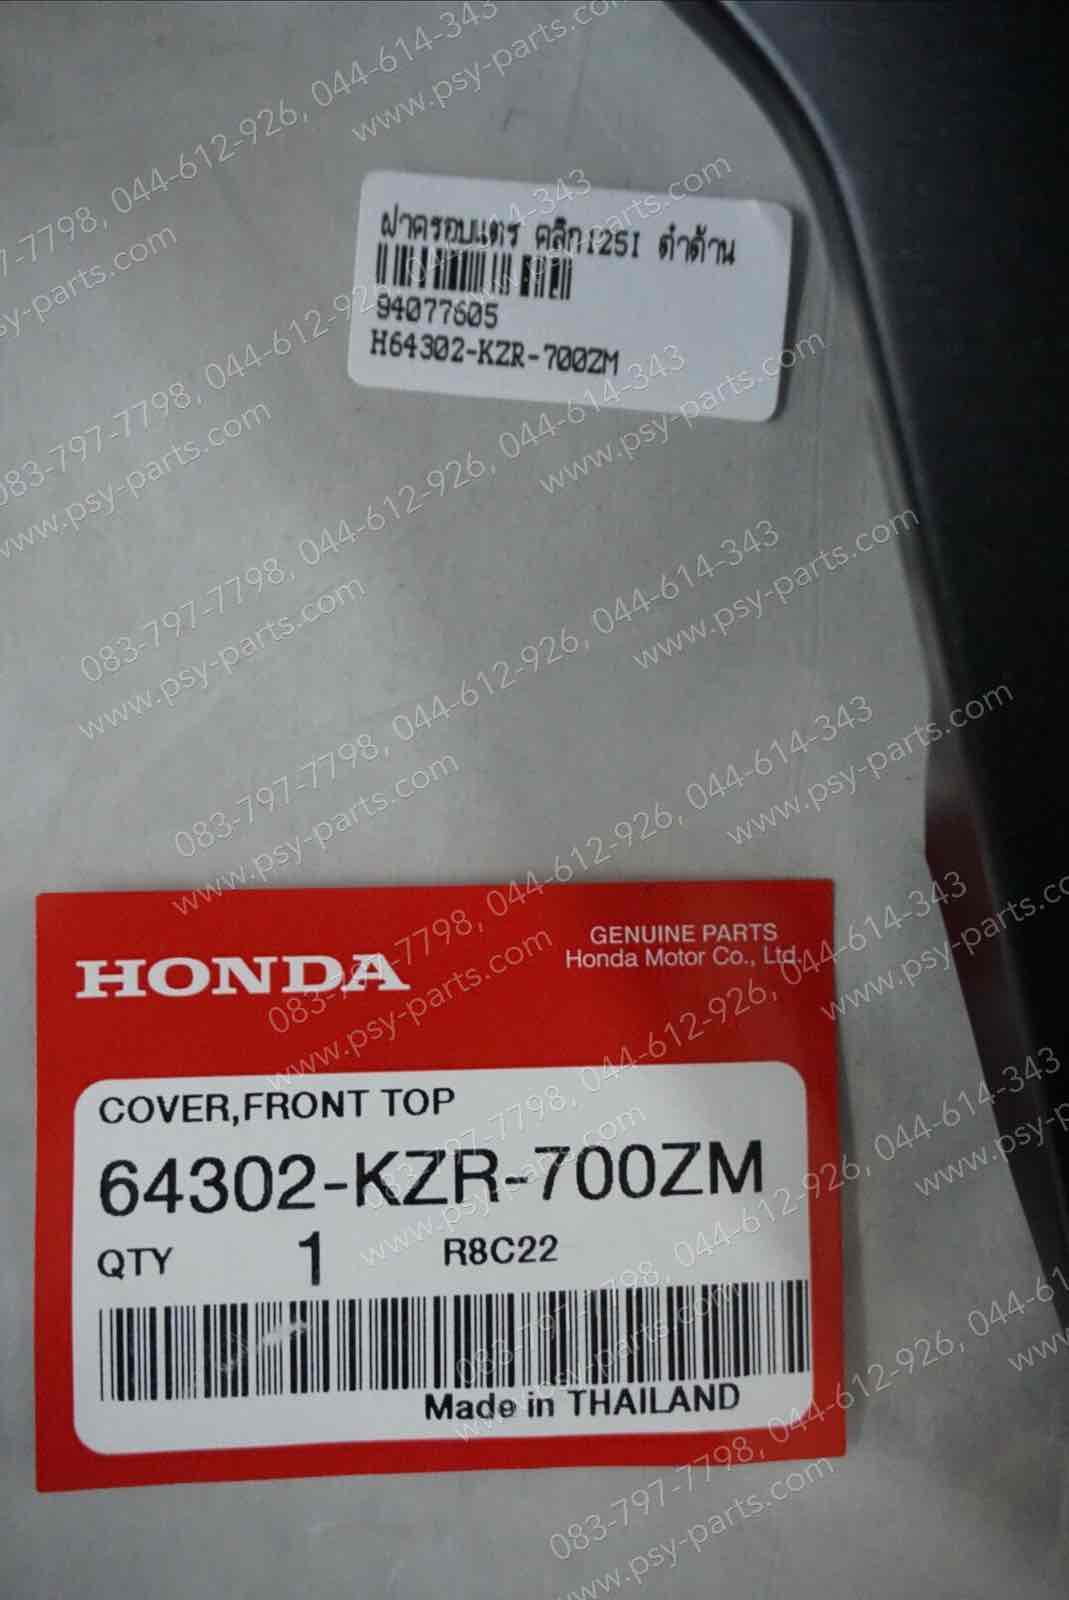 ฝาครอบแตร คลิก125I ดำด้าน
94077605
H64302-KZR-700ZM
HONDA
GENUINE PARTS
Honda Motor Co., Ltd.
COVER,FRONT TOP
64302-KZR-700ZM
QTY 1 R8C22
Made in THAILAND
083-797-7798, 044-612-926, 044-614-343
www.psy-parts.com